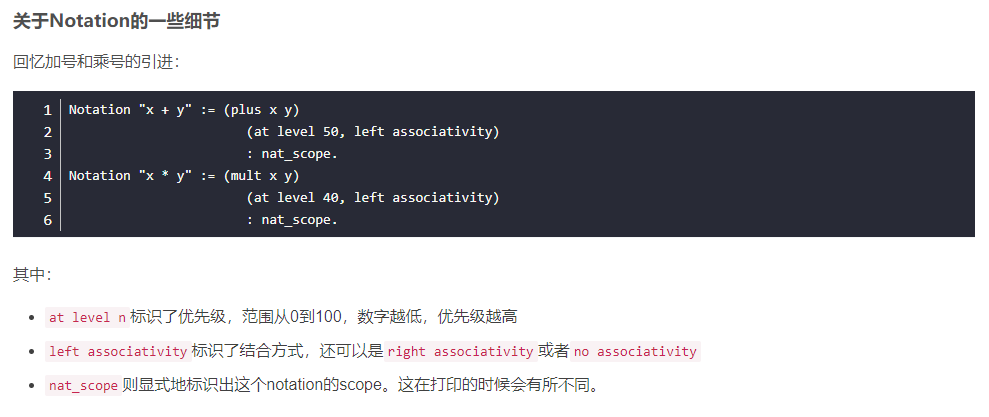 关于Notation的一些细节
回忆加号和乘号的引进：
1 Notation "x + y" := (plus x y)
2 (at level 50, left associativity)
3 : nat_scope.
4 Notation "x * y" := (mult x y)
5 (at level 40, left associativity)
6 : nat_scope.
其中：
• at level n 标识了优先级，范围从0到100，数字越低，优先级越高
• left associativity 标识了结合方式，还可以是 right associativity 或者 no associativity
• nat_scope 则显式地标识出这个notation的scope。这在打印的时候会有所不同。